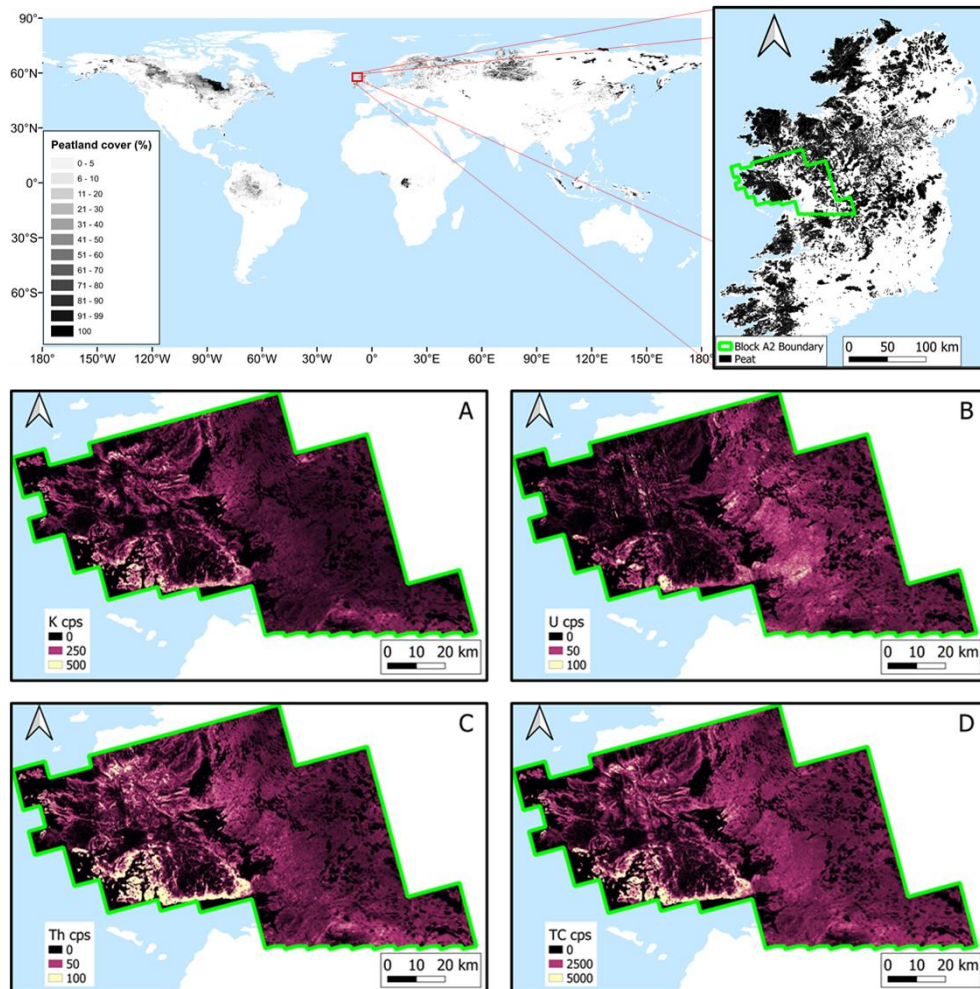 90°
60°N
30°N
0°
30°S
60°S
Peatland cover (%)
0 - 5
6 - 10
11 - 20
21 - 30
31 - 40
41 - 50
51 - 60
61 - 70
71 - 80
81 - 90
91 - 99
100
180 150°W 120°W 90°W 60°W 30°W 0° 30°E 60°E 90°E 120°E 150°E 180°
Block A2 Boundary
Peat
0 50 100 km
A
K cps
0
250
500
0 10 20 km
B
U cps
0
50
100
0 10 20 km
C
Th cps
0
50
100
0 10 20 km
D
TC cps
0
2500
5000
0 10 20 km